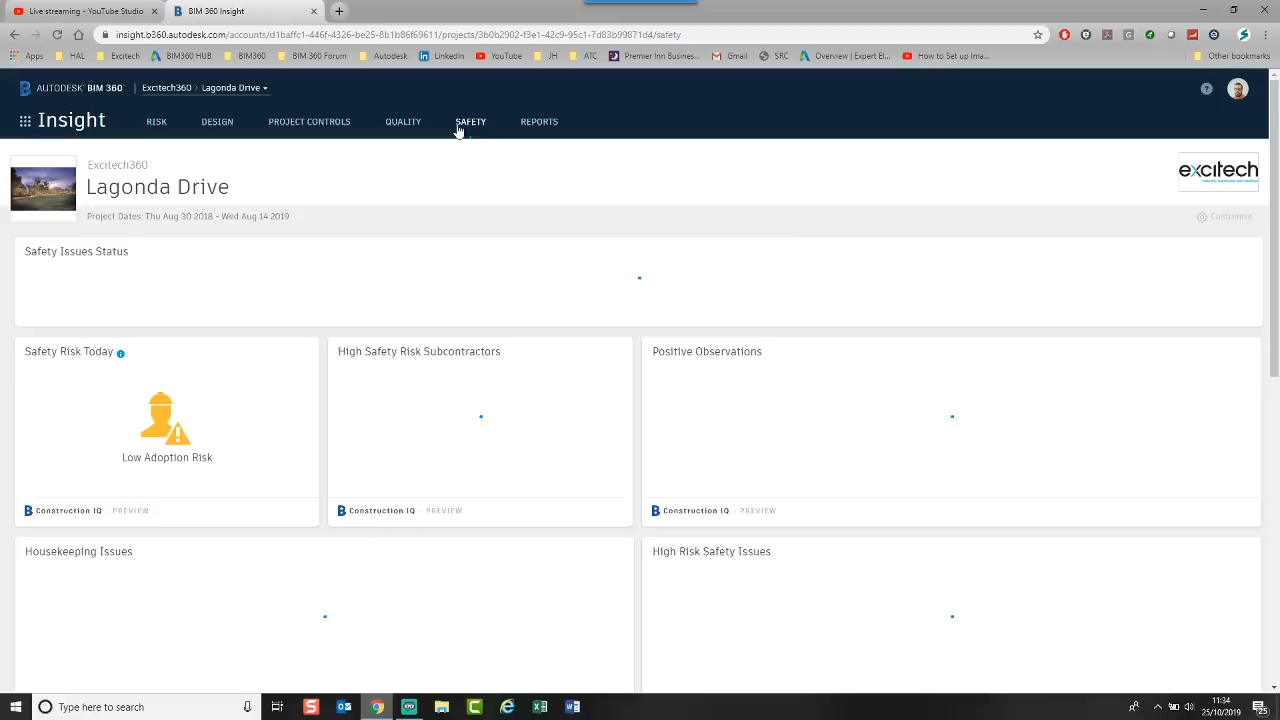 Livestreaming - YouTube Studio
BIM 360 Insight
insight.b360.autodesk.com/accounts/d1baffc1-446f-4326-be25-8b1b86f69611/projects/3b0b2902-f3e1-42c9-95c1-7d83b99871d4/safety
Apps HAL Excitech BIM360 HUB BIM 360 Forum Autodesk LinkedIn YouTube JH ATC Premier Inn Busines... Gmail SRC Overview | Expert El... How to Set up Ima...
AUTODESK® BIM 360™ Excitech360 > Lagonda Drive
Insight RISK DESIGN PROJECT CONTROLS QUALITY SAFETY REPORTS
Excitech360
Lagonda Drive
excitech
Project Dates: Thu Aug 30 2018 - Wed Aug 14 2019
Customize
Safety Issues Status
Safety Risk Today
High Safety Risk Subcontractors
Positive Observations
Low Adoption Risk
Construction IQ PREVIEW
Construction IQ - PREVIEW
Construction IQ - PREVIEW
Housekeeping Issues
High Risk Safety Issues
Type here to search
11:34
25/10/2019